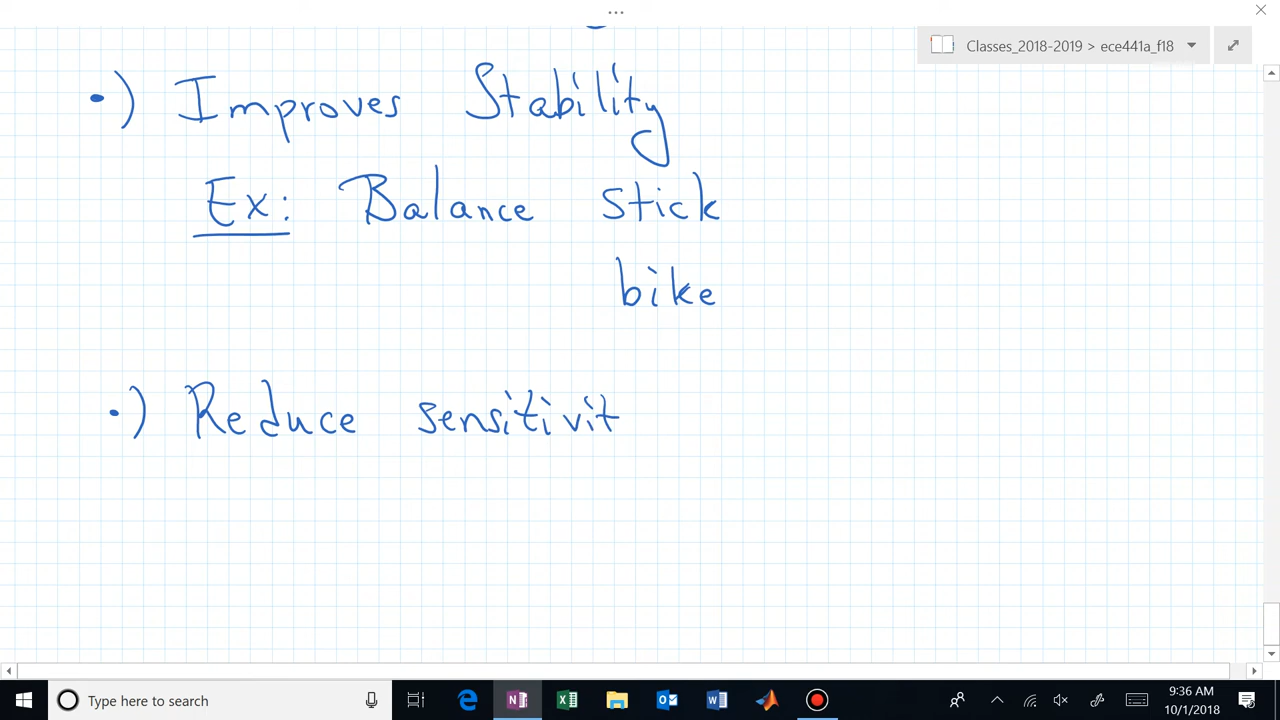 Classes_2018-2019 > ece441a_f18
•) Improves Stability
Ex: Balance stick
bike
•) Reduce sensitivit
Type here to search
9:36 AM
10/1/2018